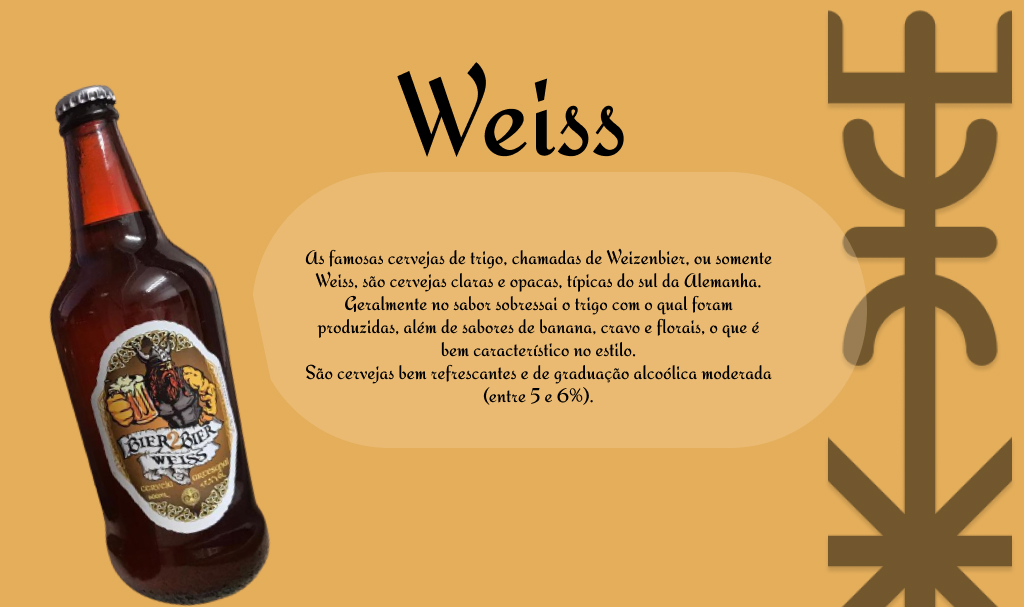 Weiss
As famosas cervejas de trigo, chamadas de Weizenbier, ou somente
Weiss, são cervejas claras e opacas, típicas do sul da Alemanha.
Geralmente no sabor sobressai o trigo com o qual foram
produzidas, além de sabores de banana, cravo e florais, o que é
bem característico no estilo.
São cervejas bem refrescantes e de graduação alcoólica moderada
(entre 5 e 6%).
BIER2BIER
WEISS
CERVEJA ARTESANAL